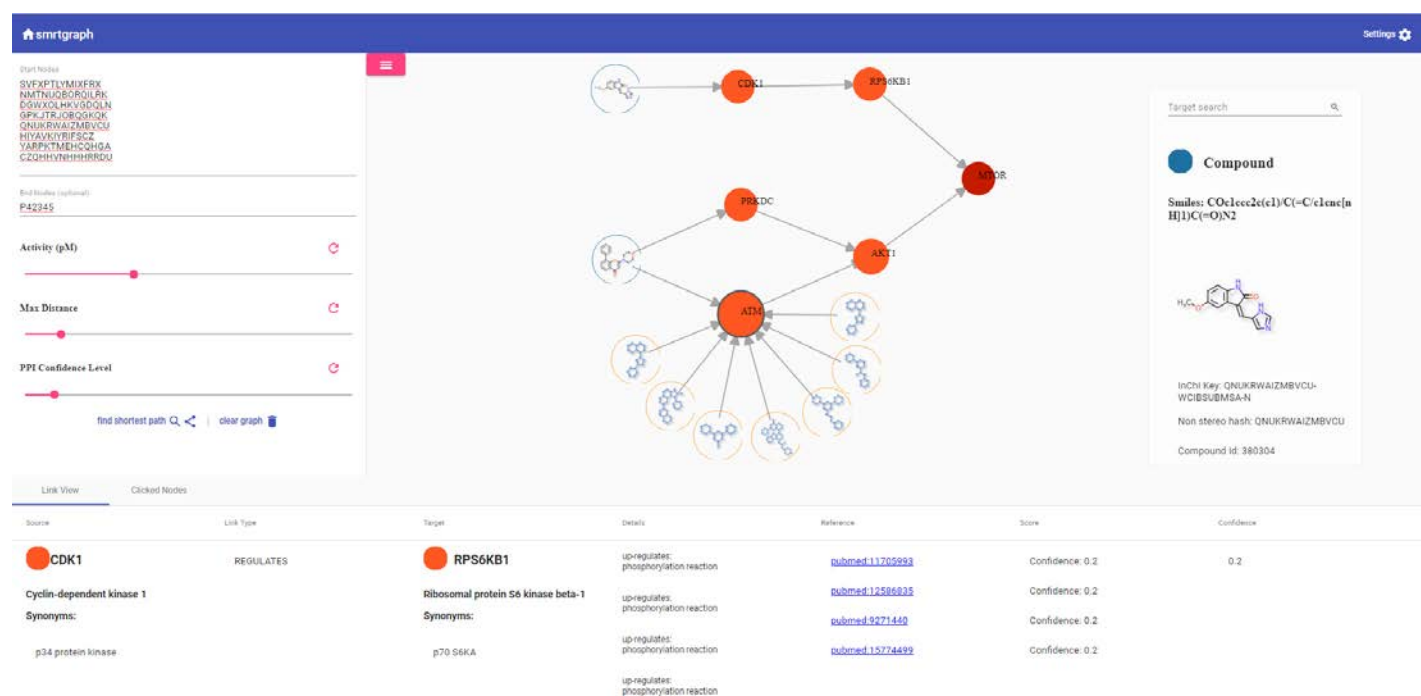 smrtgraph
Settings
Start Nodes
SVFXPTLYMIXFRX
NMTNUQBORQILRK
DGWXOLHKVGDQLN
GPKJTRJOBQGKQK
QNUKRWAIZMBVCU
HIYAVKIYRIFSCZ
YARPKTMEHCQHGA
CZQHHVNHHHRRDU
End Nodes (optional)
P42345
Activity (pM)
Max Distance
PPI Confidence Level
find shortest path
|
clear graph
CDK1
RPS6KB1
MTOR
PRKDC
AKT1
ATM
Target search
Compound
Smiles: COc1ccc2c(c1)/C(=C/c1cnc[n
H]1)C(=O)N2
InChI Key: QNUKRWAIZMBVCU-
WCIBSUBMSA-N
Non stereo hash: QNUKRWAIZMBVCU
Compound Id: 380304
Link View
Clicked Nodes
Source
Link Type
Target
Details
Reference
Score
Confidence
CDK1
REGULATES
RPS6KB1
up-regulates:
phosphorylation reaction
pubmed:11705993
Confidence: 0.2
0.2
Cyclin-dependent kinase 1
Ribosomal protein S6 kinase beta-1
up-regulates:
phosphorylation reaction
pubmed:12586835
Confidence: 0.2
Synonyms:
Synonyms:
pubmed:9271440
Confidence: 0.2
p34 protein kinase
p70 S6KA
up-regulates:
phosphorylation reaction
pubmed:15774499
Confidence: 0.2
up-regulates:
phosphorylation reaction